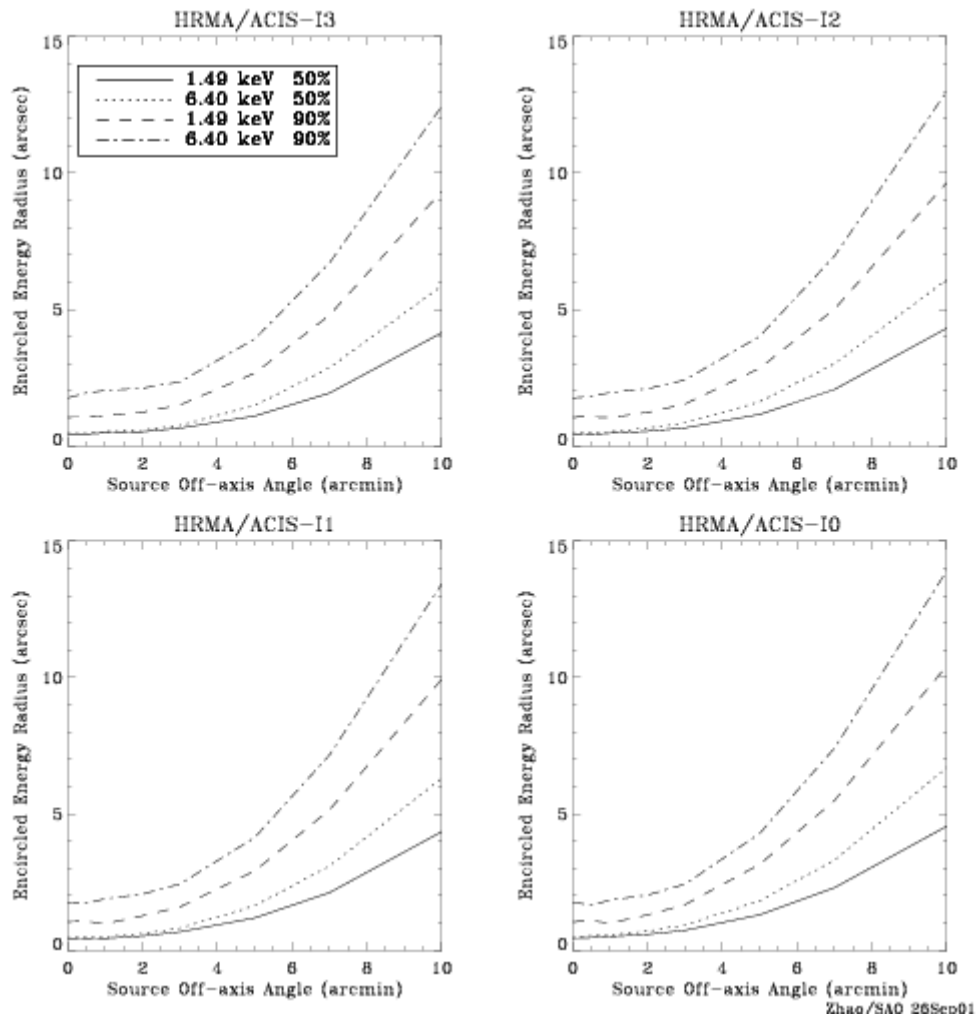 HRMA/ACIS-I3
1.49 keV 50%
6.40 keV 50%
1.49 keV 90%
6.40 keV 90%
Encircled Energy Radius (arcsec)
15
10
5
0
0 2 4 6 8 10
Source Off-axis Angle (arcmin)
HRMA/ACIS-I2
Encircled Energy Radius (arcsec)
15
10
5
0
0 2 4 6 8 10
Source Off-axis Angle (arcmin)
HRMA/ACIS-I1
Encircled Energy Radius (arcsec)
15
10
5
0
0 2 4 6 8 10
Source Off-axis Angle (arcmin)
HRMA/ACIS-I0
Encircled Energy Radius (arcsec)
15
10
5
0
0 2 4 6 8 10
Source Off-axis Angle (arcmin)
Zhao/SAO 26Sep01